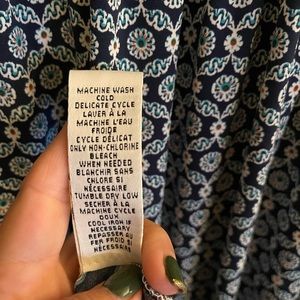 MACHINE WASH
COLD
DELICATE CYCLE
LAVER À LA
MACHINE L'EAU
FROIDE
CYCLE DÉLICAT
ONLY NON-CHLORINE
BLEACH
WHEN NEEDED
BLANCHIR SANS
CHLORE SI
NÉCESSAIRE
TUMBLE DRY LOW
SECHER À LA
MACHINE CYCLE
DOUX
COOL IRON IF
NECESSARY
REPASSER AU
FER FROID SI
NÉCESSAIRE